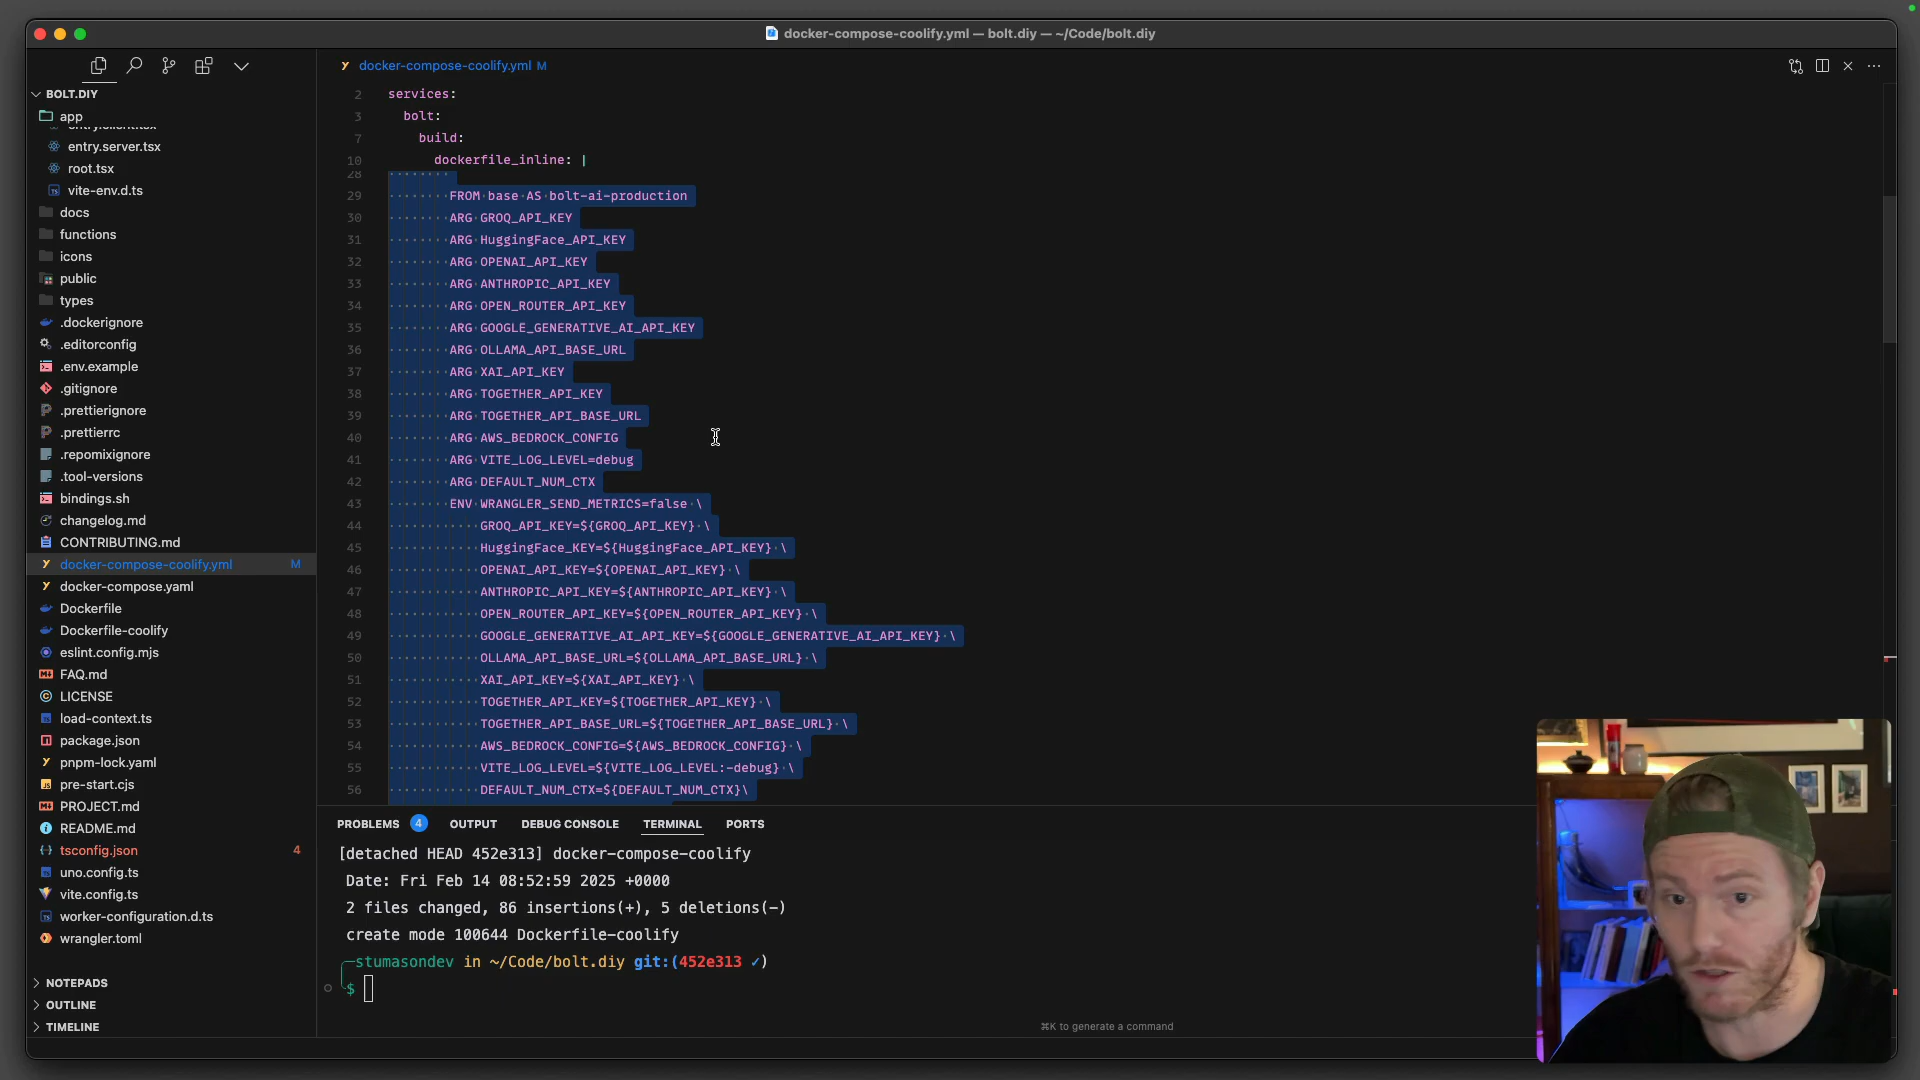 docker-compose-coolify.yml — bolt.diy — ~/Code/bolt.diy
docker-compose-coolify.yml M
BOLT.DIY
app
entry.client.tsx
entry.server.tsx
root.tsx
vite-env.d.ts
docs
functions
icons
public
types
.dockerignore
.editorconfig
.env.example
.gitignore
.prettierignore
.prettierrc
.repomixignore
.tool-versions
bindings.sh
changelog.md
CONTRIBUTING.md
docker-compose-coolify.yml M
docker-compose.yaml
Dockerfile
Dockerfile-coolify
eslint.config.mjs
FAQ.md
LICENSE
load-context.ts
package.json
pnpm-lock.yaml
pre-start.cjs
PROJECT.md
README.md
tsconfig.json 4
uno.config.ts
vite.config.ts
worker-configuration.d.ts
wrangler.toml
NOTEPADS
OUTLINE
TIMELINE
2 services:
3 bolt:
7 build:
10 dockerfile_inline: |
28
29 FROM base AS bolt-ai-production
30 ARG GROQ_API_KEY
31 ARG HuggingFace_API_KEY
32 ARG OPENAI_API_KEY
33 ARG ANTHROPIC_API_KEY
34 ARG OPEN_ROUTER_API_KEY
35 ARG GOOGLE_GENERATIVE_AI_API_KEY
36 ARG OLLAMA_API_BASE_URL
37 ARG XAI_API_KEY
38 ARG TOGETHER_API_KEY
39 ARG TOGETHER_API_BASE_URL
40 ARG AWS_BEDROCK_CONFIG
41 ARG VITE_LOG_LEVEL=debug
42 ARG DEFAULT_NUM_CTX
43 ENV WRANGLER_SEND_METRICS=false \
44 GROQ_API_KEY=${GROQ_API_KEY} \
45 HuggingFace_KEY=${HuggingFace_API_KEY} \
46 OPENAI_API_KEY=${OPENAI_API_KEY} \
47 ANTHROPIC_API_KEY=${ANTHROPIC_API_KEY} \
48 OPEN_ROUTER_API_KEY=${OPEN_ROUTER_API_KEY} \
49 GOOGLE_GENERATIVE_AI_API_KEY=${GOOGLE_GENERATIVE_AI_API_KEY} \
50 OLLAMA_API_BASE_URL=${OLLAMA_API_BASE_URL} \
51 XAI_API_KEY=${XAI_API_KEY} \
52 TOGETHER_API_KEY=${TOGETHER_API_KEY} \
53 TOGETHER_API_BASE_URL=${TOGETHER_API_BASE_URL} \
54 AWS_BEDROCK_CONFIG=${AWS_BEDROCK_CONFIG} \
55 VITE_LOG_LEVEL=${VITE_LOG_LEVEL:-debug} \
56 DEFAULT_NUM_CTX=${DEFAULT_NUM_CTX}\
PROBLEMS 4 OUTPUT DEBUG CONSOLE TERMINAL PORTS
[detached HEAD 452e313] docker-compose-coolify
Date: Fri Feb 14 08:52:59 2025 +0000
2 files changed, 86 insertions(+), 5 deletions(-)
create mode 100644 Dockerfile-coolify
stumasondev in ~/Code/bolt.diy git:(452e313 ✓)
$
⌘K to generate a command